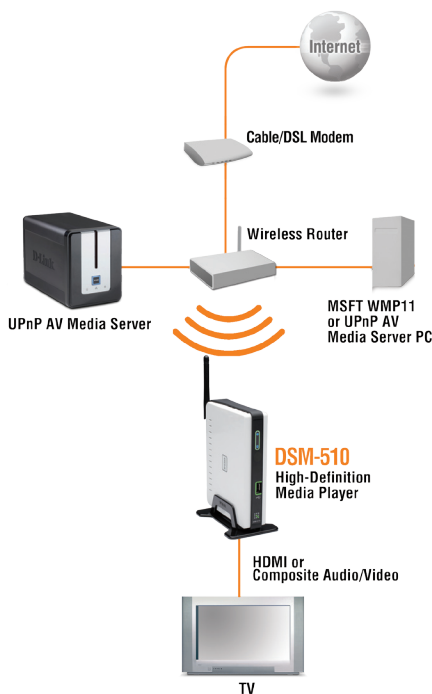 Internet
Cable/DSL Modem
Wireless Router
D-Link
UPnP AV Media Server
MSFT WMP11
or UPnP AV
Media Server PC
DSM-510
High-Definition
Media Player
HDMI or
Composite Audio/Video
TV